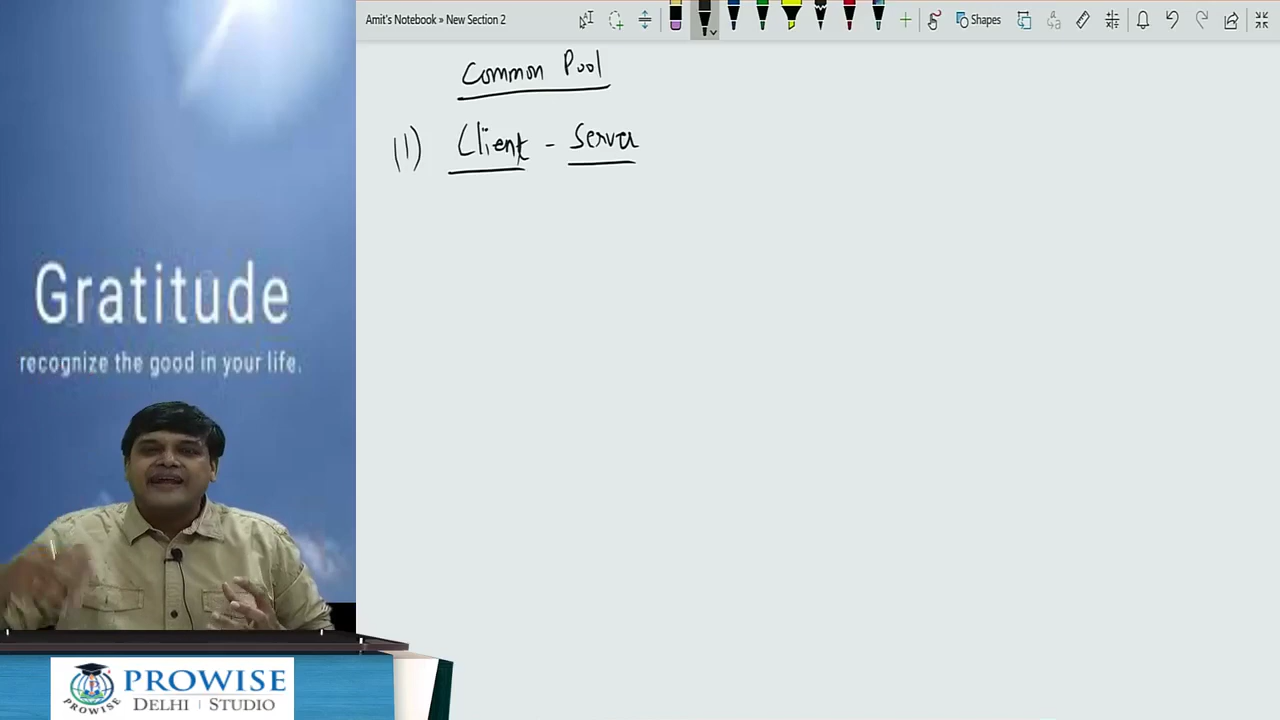 Amit's Notebook » New Section 2
Shapes
Common Pool
(1) Client - Server
Gratitude
recognize the good in your life.
PROWISE
PROWISE
DELHI | STUDIO